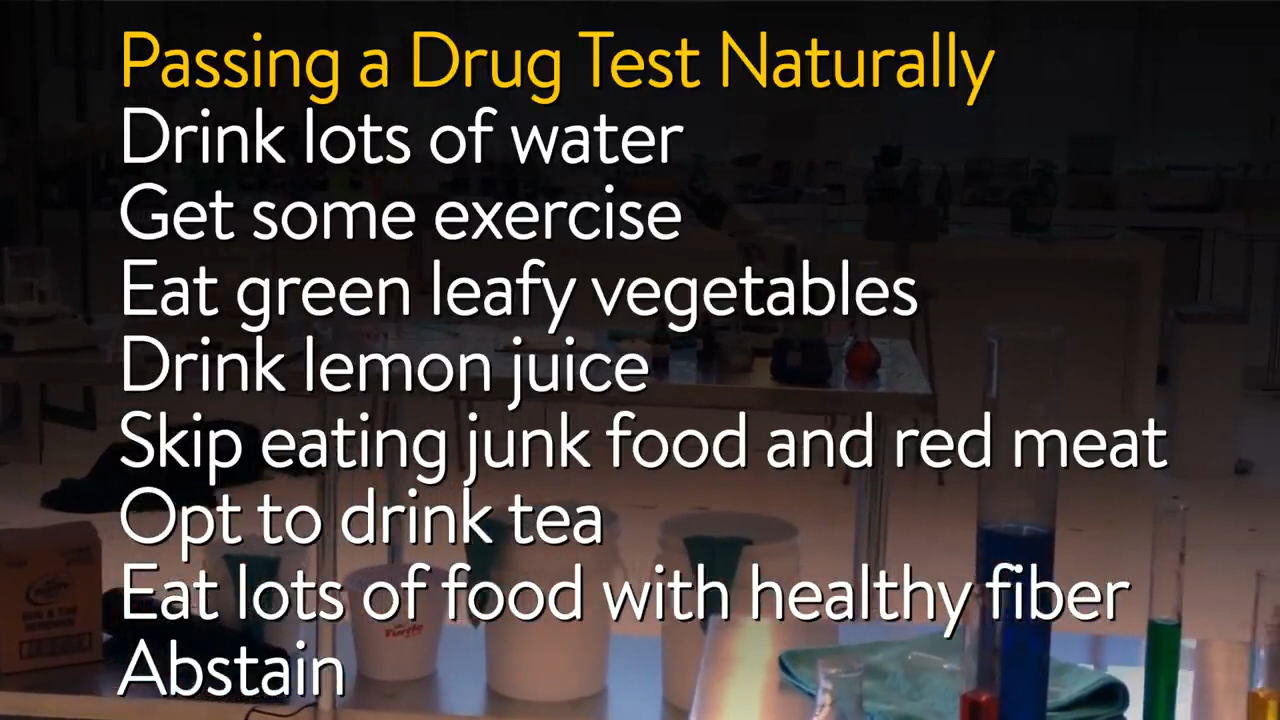 Passing a Drug Test Naturally
Drink lots of water
Get some exercise
Eat green leafy vegetables
Drink lemon juice
Skip eating junk food and red meat
Opt to drink tea
Eat lots of food with healthy fiber
Abstain
Turtle